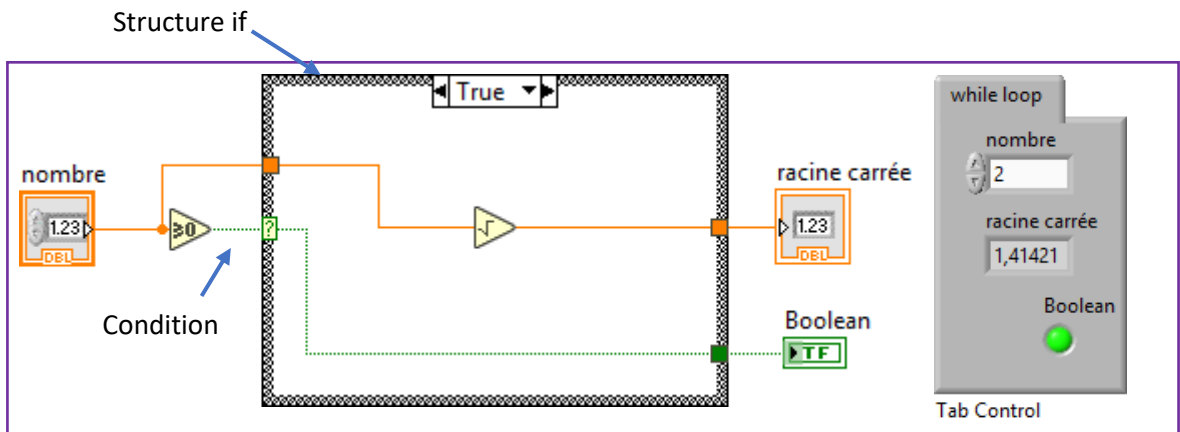 Structure if
True
while loop
nombre
2
nombre
racine carrée
1.23
DBL
≥0
?
√
racine carrée
1.23
DBL
1,41421
Condition
Boolean
TF
Boolean
Tab Control